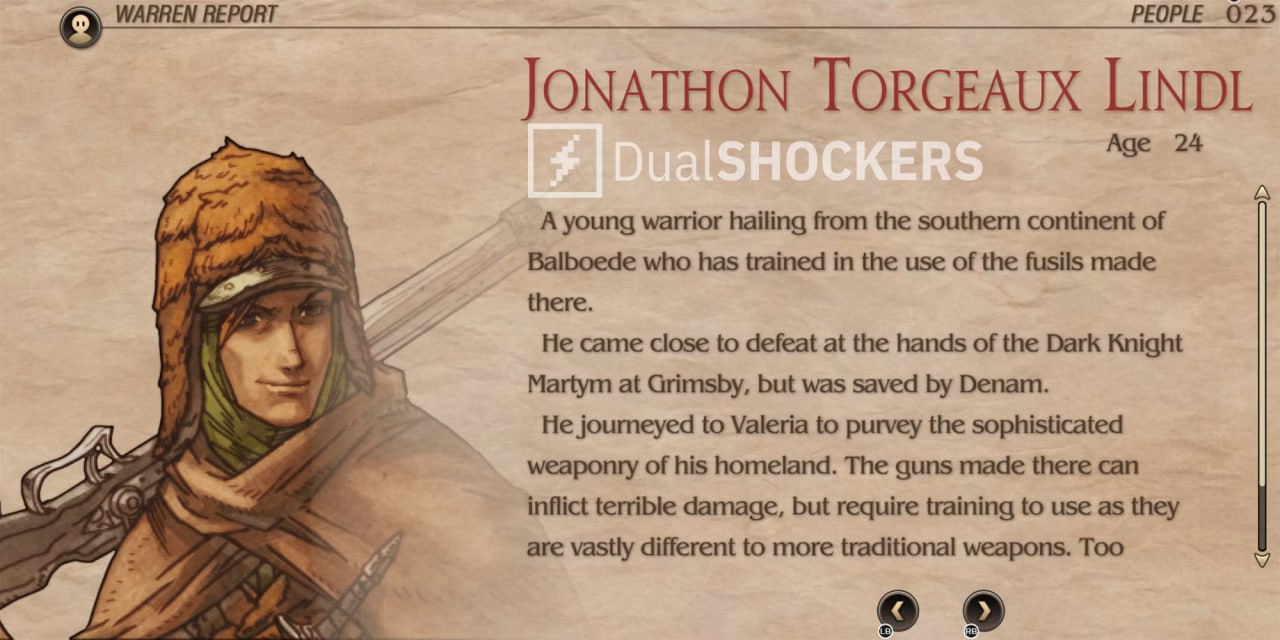 WARREN REPORT
PEOPLE 023
JONATHON TORGEAUX LINDL
DualSHOCKERS
Age 24
A young warrior hailing from the southern continent of
Balboede who has trained in the use of the fusils made
there.
He came close to defeat at the hands of the Dark Knight
Martym at Grimsby, but was saved by Denam.
He journeyed to Valeria to purvey the sophisticated
weaponry of his homeland. The guns made there can
inflict terrible damage, but require training to use as they
are vastly different to more traditional weapons. Too
LB RB